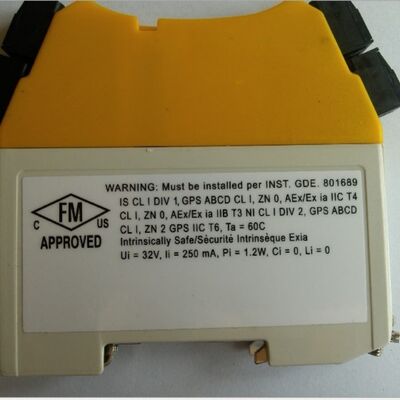 WARNING: Must be installed per INST. GDE. 801689
IS CL I DIV 1, GPS ABCD CL I, ZN 0, AEx/Ex ia IIC T4
CL I, ZN 0, AEx/Ex ia IIB T3 NI CL I DIV 2, GPS ABCD
CL I, ZN 2 GPS IIC T6, Ta = 60C
Intrinsically Safe/Sécurité Intrinsèque Exia
Ui = 32V, Ii = 250 mA, Pi = 1.2W, Ci = 0, Li = 0
FM
C US
APPROVED